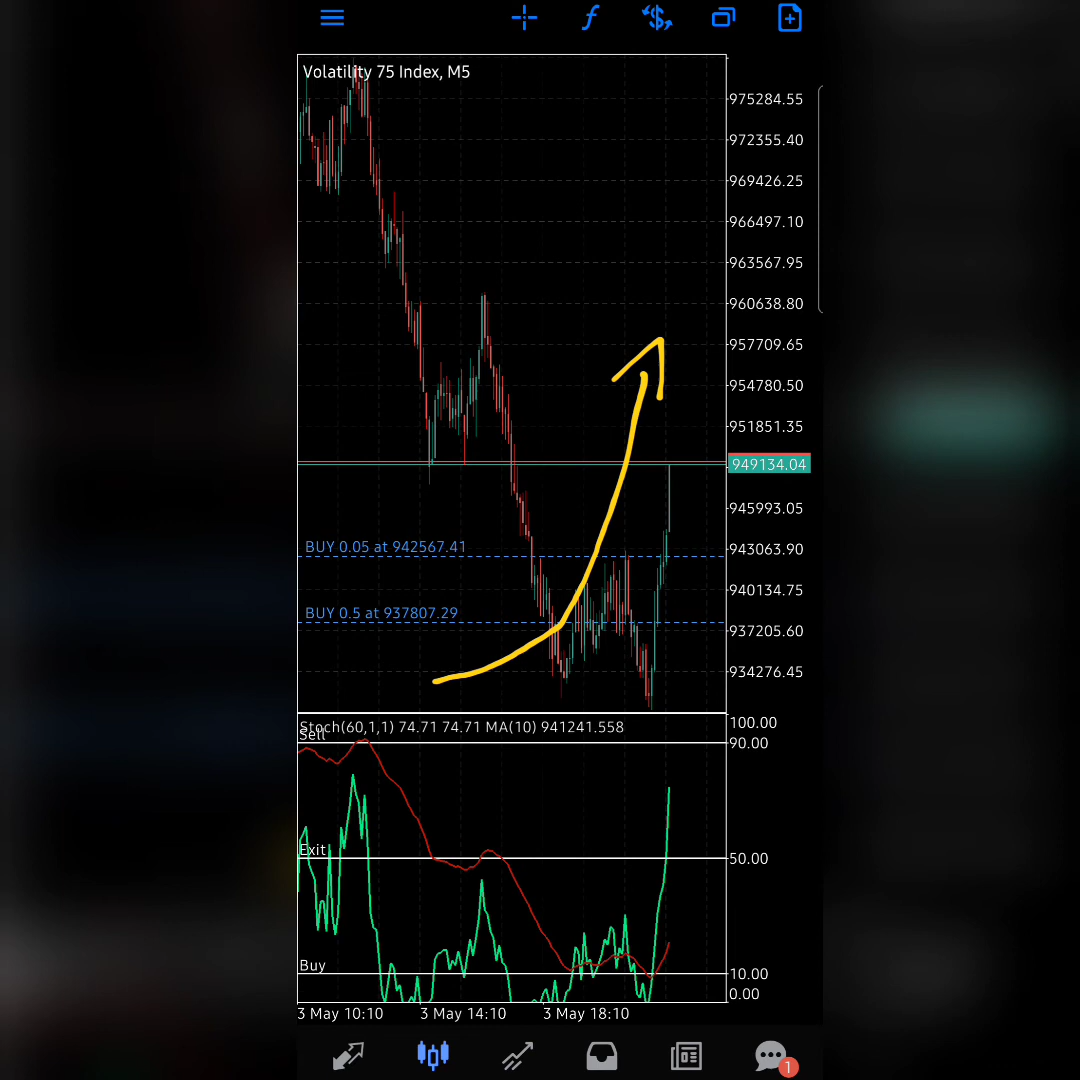 Volatility 75 Index, M5
975284.55
972355.40
969426.25
966497.10
963567.95
960638.80
957709.65
954780.50
951851.35
949134.04
945993.05
BUY 0.05 at 942567.41
943063.90
940134.75
BUY 0.5 at 937807.29
937205.60
934276.45
Stoch(60,1,1) 74.71 74.71 MA(10) 941241.558
100.00
Sell
90.00
Exit
50.00
Buy
10.00
0.00
3 May 10:10 3 May 14:10 3 May 18:10
1